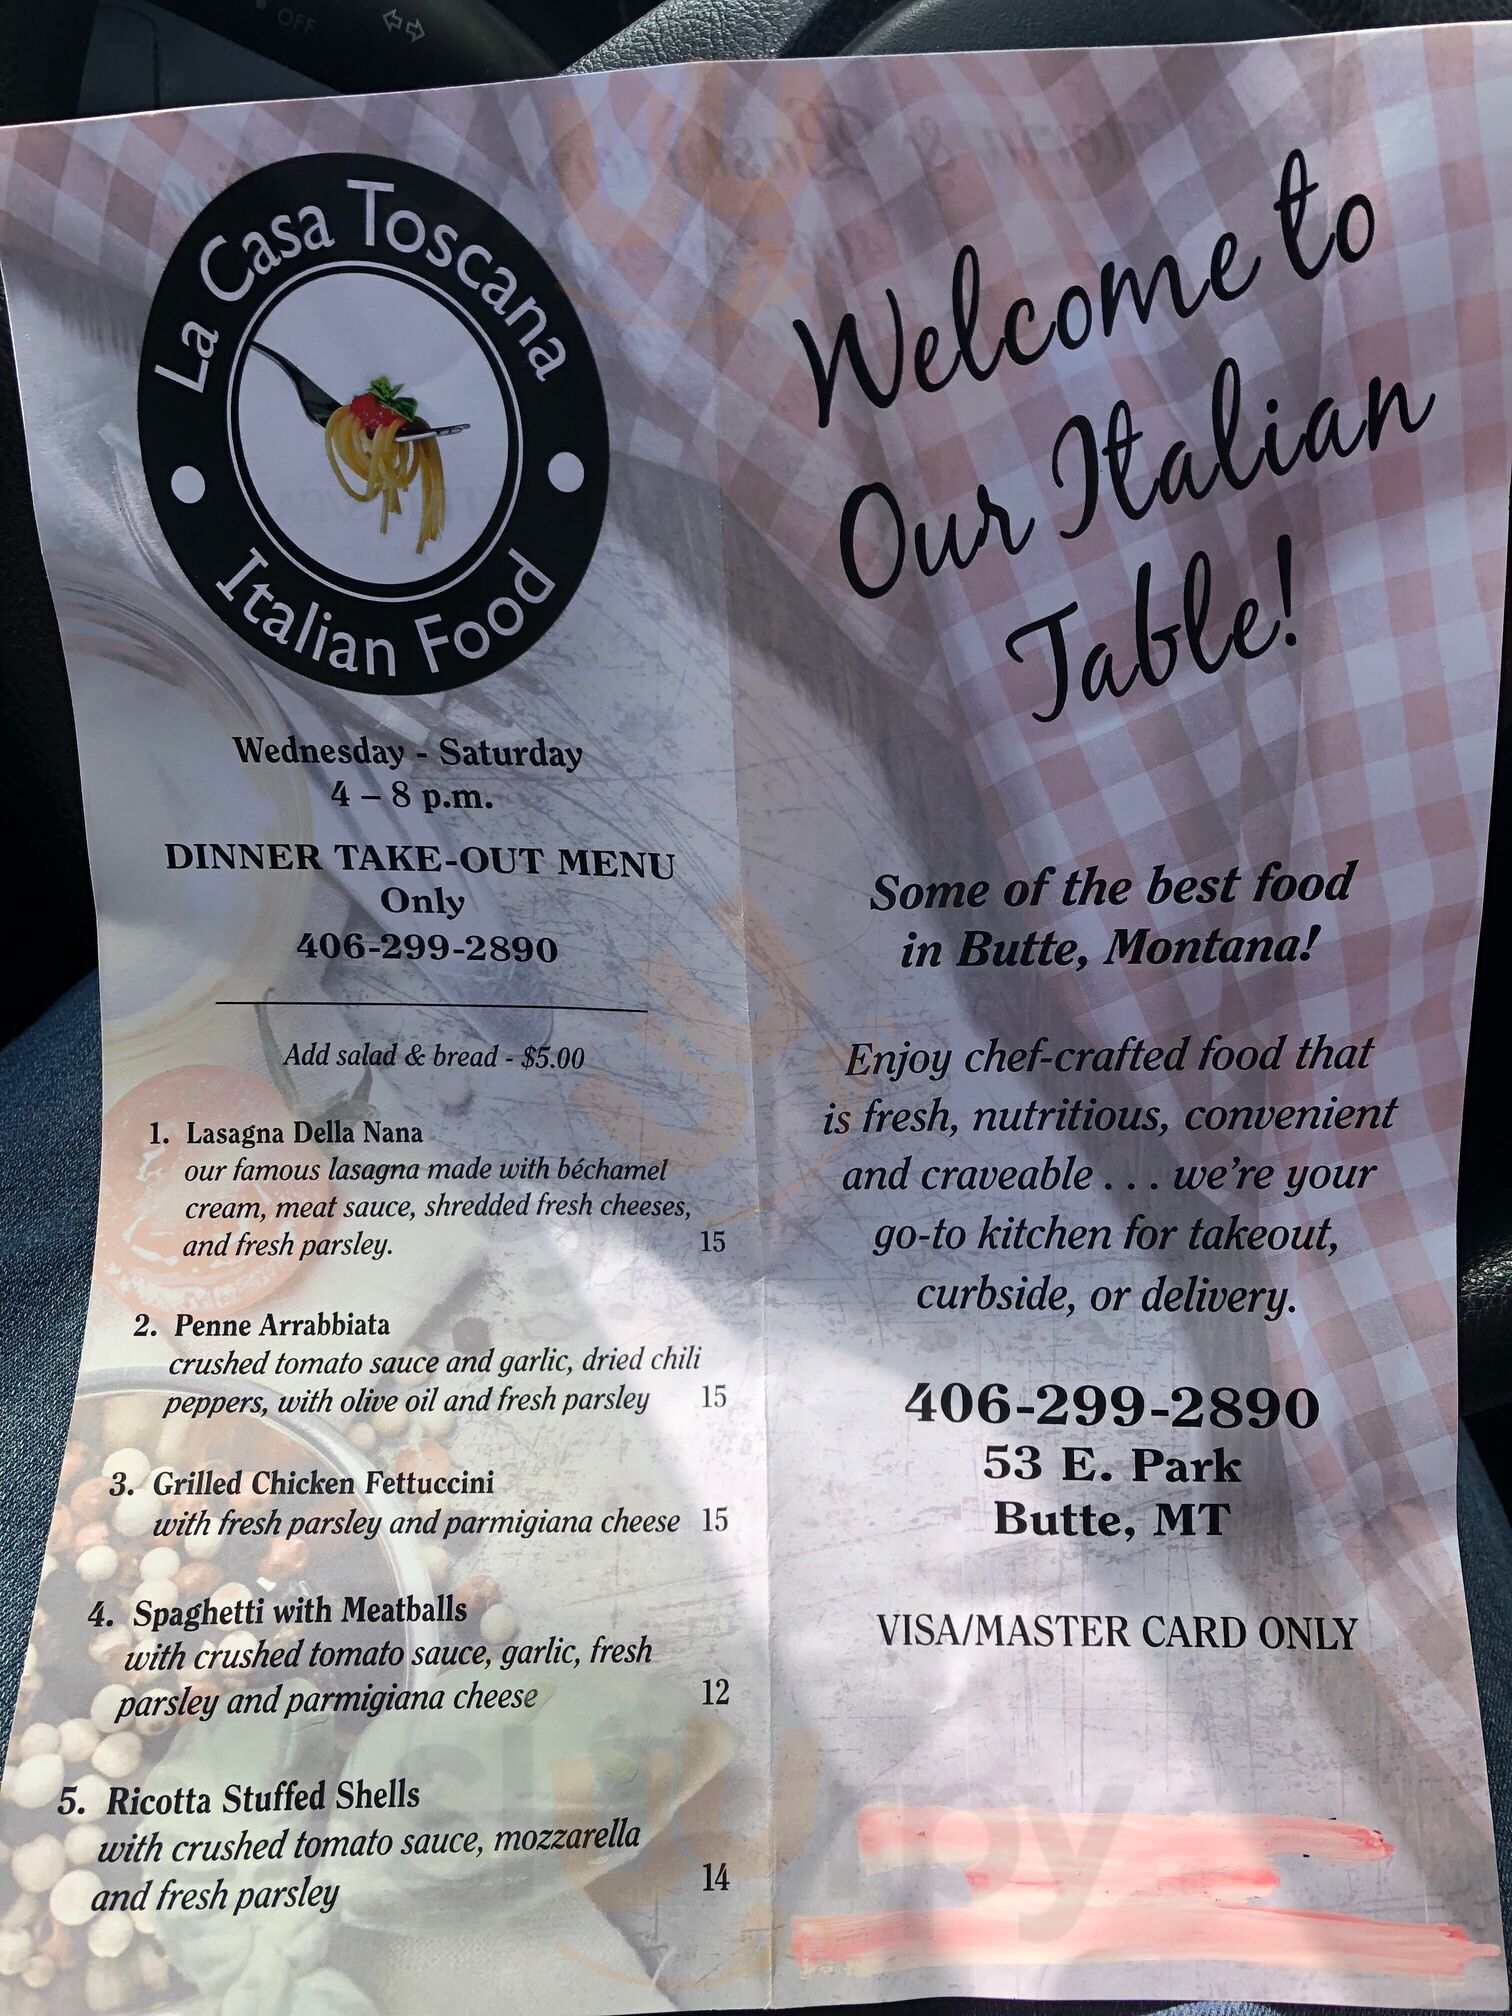 OFF
La Casa Toscana
Italian Food
Wednesday - Saturday
4 – 8 p.m.
DINNER TAKE-OUT MENU
Only
406-299-2890
Add salad & bread - $5.00
1. Lasagna Della Nana
our famous lasagna made with béchamel
cream, meat sauce, shredded fresh cheeses,
and fresh parsley. 15
2. Penne Arrabbiata
crushed tomato sauce and garlic, dried chili
peppers, with olive oil and fresh parsley 15
3. Grilled Chicken Fettuccini
with fresh parsley and parmigiana cheese 15
4. Spaghetti with Meatballs
with crushed tomato sauce, garlic, fresh
parsley and parmigiana cheese 12
5. Ricotta Stuffed Shells
with crushed tomato sauce, mozzarella
and fresh parsley 14
Welcome to
Our Italian
Table!
Some of the best food
in Butte, Montana!
Enjoy chef-crafted food that
is fresh, nutritious, convenient
and craveable . . . we're your
go-to kitchen for takeout,
curbside, or delivery.
406-299-2890
53 E. Park
Butte, MT
VISA/MASTER CARD ONLY